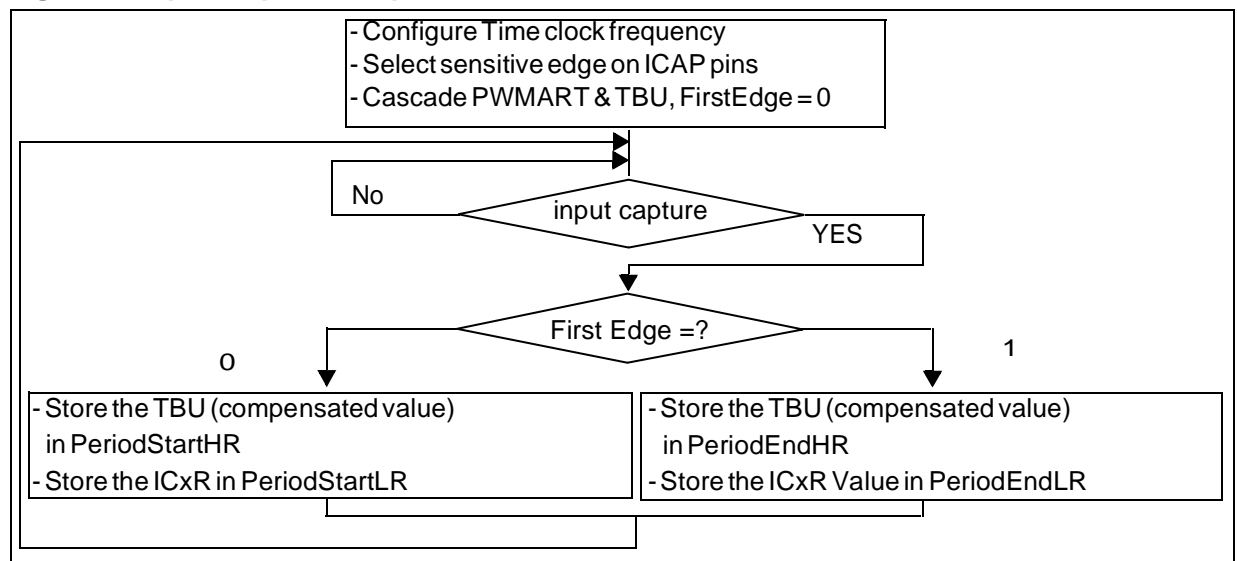 - Configure Time clock frequency
- Select sensitive edge on ICAP pins
- Cascade PWMART & TBU, FirstEdge = 0
No
input capture
YES
First Edge =?
0
1
- Store the TBU (compensated value)
in PeriodStartHR
- Store the ICxR in PeriodStartLR
- Store the TBU (compensated value)
in PeriodEndHR
- Store the ICxR Value in PeriodEndLR